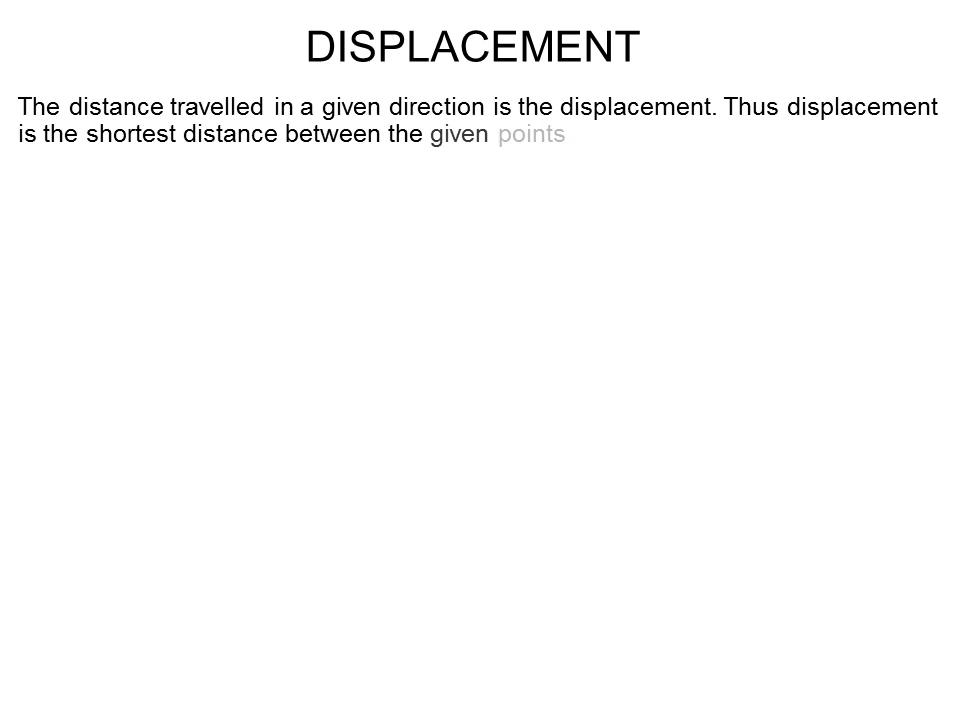 DISPLACEMENT
The distance travelled in a given direction is the displacement. Thus displacement
is the shortest distance between the given points